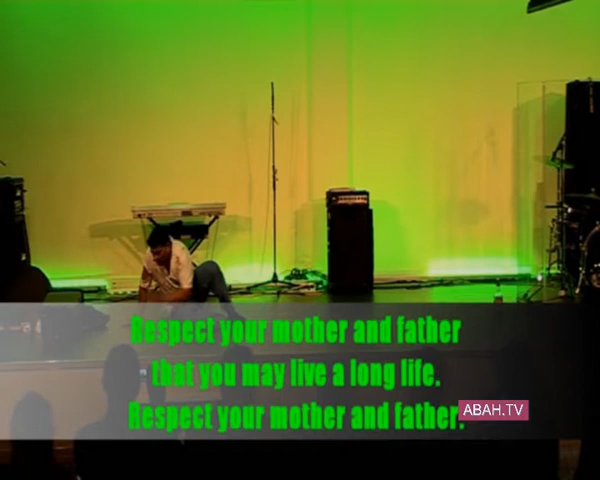 Respect your mother and father
that you may live a long life.
Respect your mother and father.
ABAH.TV